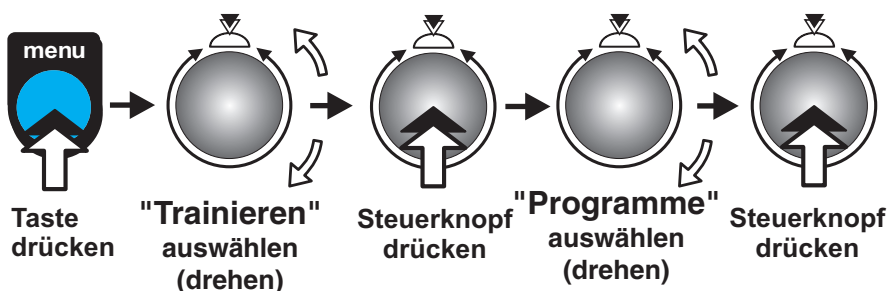 menu
Taste
drücken
"Trainieren"
auswählen
(drehen)
Steuerknopf
drücken
"Programme"
auswählen
(drehen)
Steuerknopf
drücken